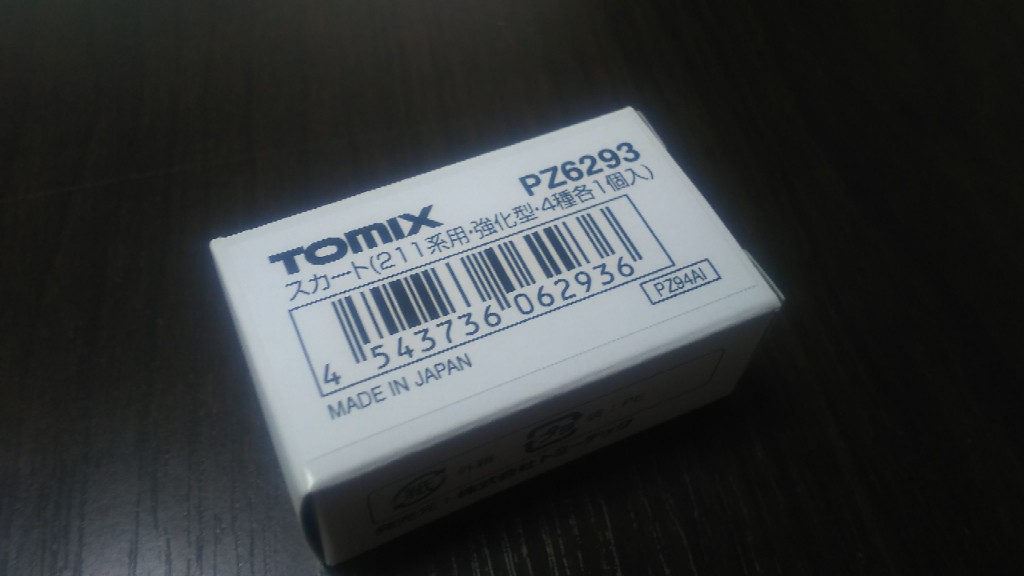 TOMIX PZ6293
スカート(211系用・強化型・4種各1個入)
4 543736 062936
PZ94AI
MADE IN JAPAN